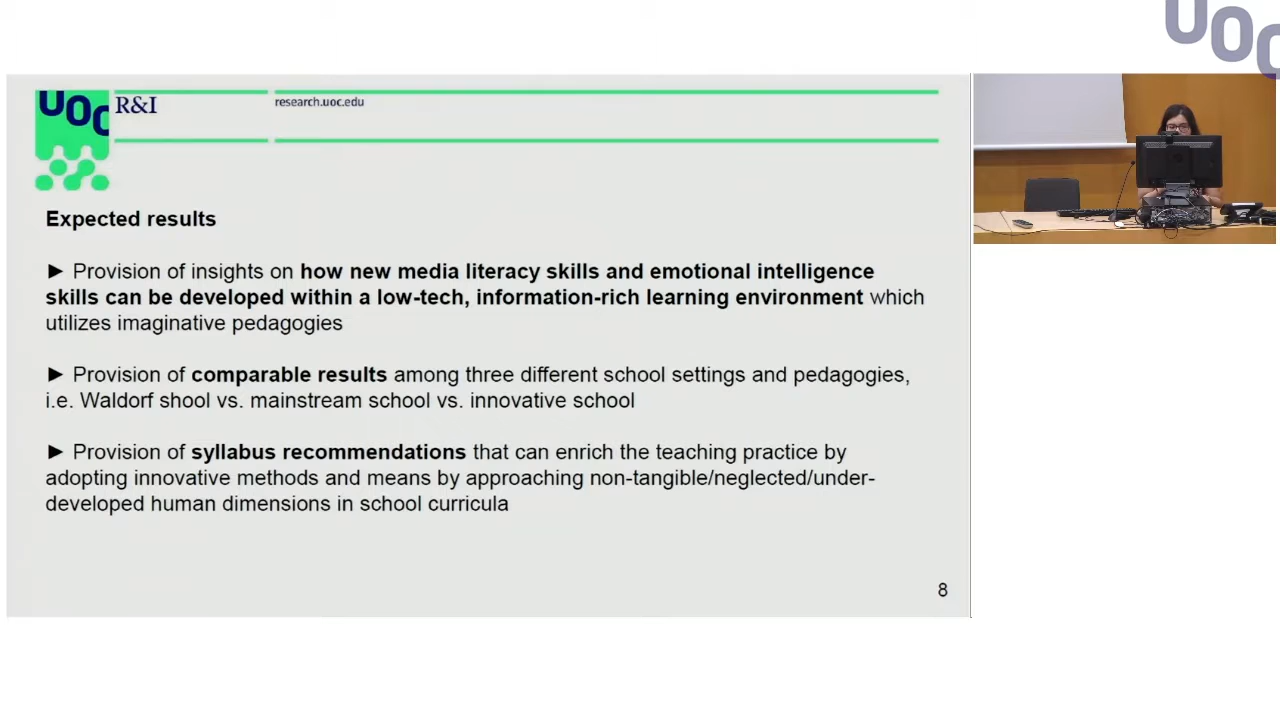 UOC
UOC
R&I
research.uoc.edu
Expected results
► Provision of insights on how new media literacy skills and emotional intelligence
skills can be developed within a low-tech, information-rich learning environment which
utilizes imaginative pedagogies
► Provision of comparable results among three different school settings and pedagogies,
i.e. Waldorf shool vs. mainstream school vs. innovative school
► Provision of syllabus recommendations that can enrich the teaching practice by
adopting innovative methods and means by approaching non-tangible/neglected/under-
developed human dimensions in school curricula
8